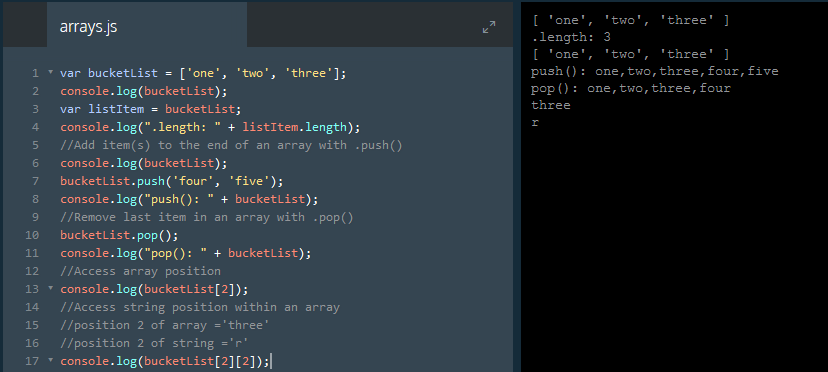 arrays.js
1 var bucketList = ['one', 'two', 'three'];
2 console.log(bucketList);
3 var listItem = bucketList;
4 console.log(".length: " + listItem.length);
5 //Add item(s) to the end of an array with .push()
6 console.log(bucketList);
7 bucketList.push('four', 'five');
8 console.log("push(): " + bucketList);
9 //Remove last item in an array with .pop()
10 bucketList.pop();
11 console.log("pop(): " + bucketList);
12 //Access array position
13 console.log(bucketList[2]);
14 //Access string position within an array
15 //position 2 of array ='three'
16 //position 2 of string ='r'
17 console.log(bucketList[2][2]);
[ 'one', 'two', 'three' ]
.length: 3
[ 'one', 'two', 'three' ]
push(): one,two,three,four,five
pop(): one,two,three,four
three
r